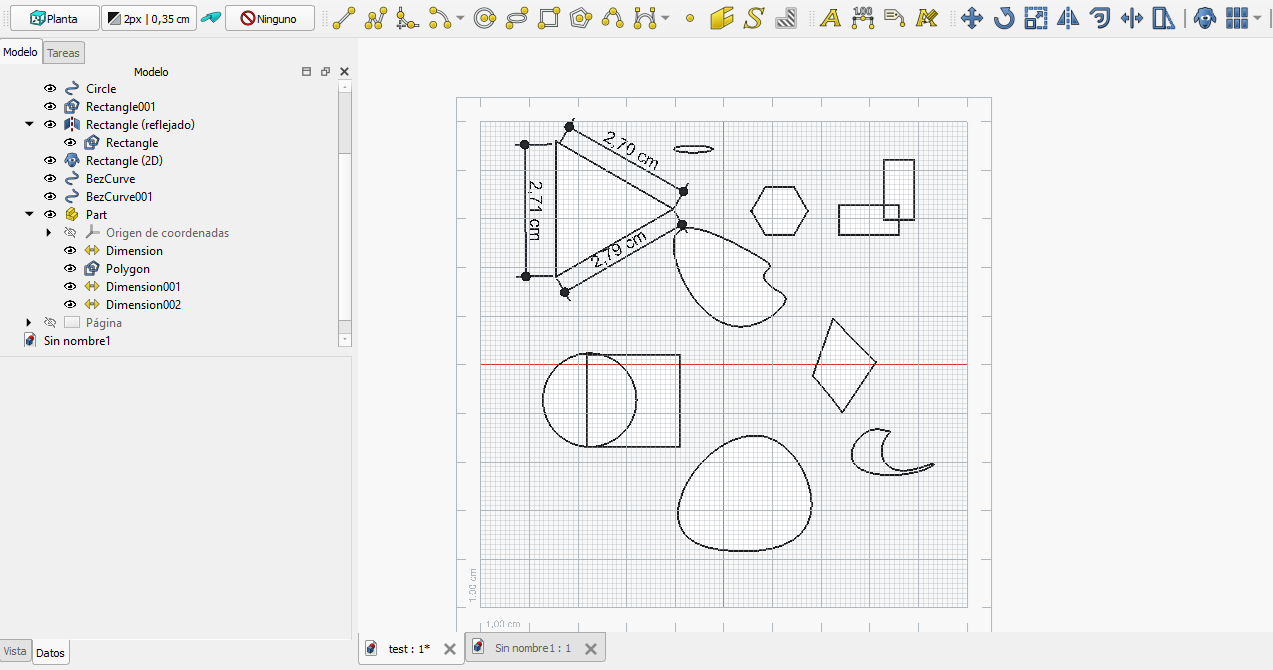 Planta
2px | 0,35 cm
Ninguno
100
Modelo
Tareas
Modelo
Circle
Rectangle001
Rectangle (reflejado)
Rectangle
Rectangle (2D)
BezCurve
BezCurve001
Part
Origen de coordenadas
Dimension
Polygon
Dimension001
Dimension002
Página
Sin nombre1
Vista
Datos
2,70 cm
2,71 cm
2,79 cm
1,00 cm
1,00 cm
test : 1*
Sin nombre1 : 1